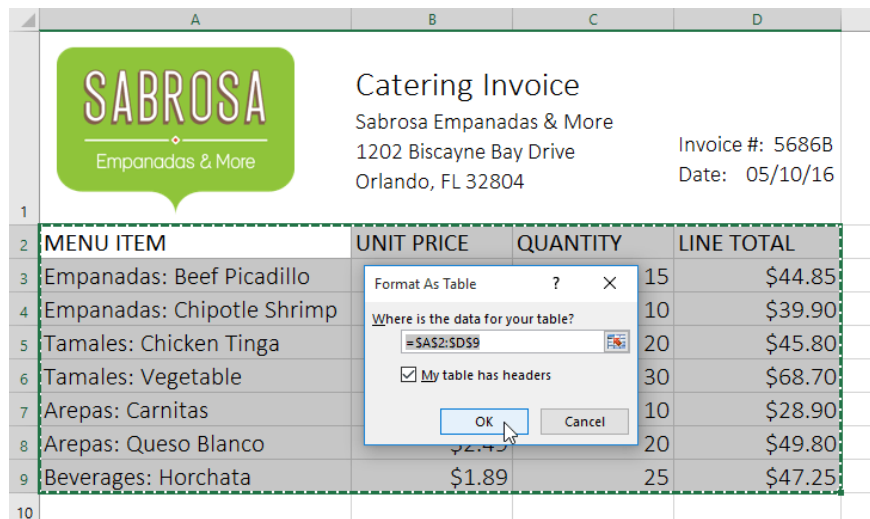 A B C D
SABROSA
Empanadas & More
Catering Invoice
Sabrosa Empanadas & More
1202 Biscayne Bay Drive
Orlando, FL 32804
Invoice #: 5686B
Date: 05/10/16
1
2 MENU ITEM UNIT PRICE QUANTITY LINE TOTAL
3 Empanadas: Beef Picadillo 15 $44.85
4 Empanadas: Chipotle Shrimp 10 $39.90
5 Tamales: Chicken Tinga 20 $45.80
6 Tamales: Vegetable 30 $68.70
7 Arepas: Carnitas 10 $28.90
8 Arepas: Queso Blanco $2.49 20 $49.80
9 Beverages: Horchata $1.89 25 $47.25
10
Format As Table ? ×
Where is the data for your table?
=$A$2:$D$9
My table has headers
OK Cancel